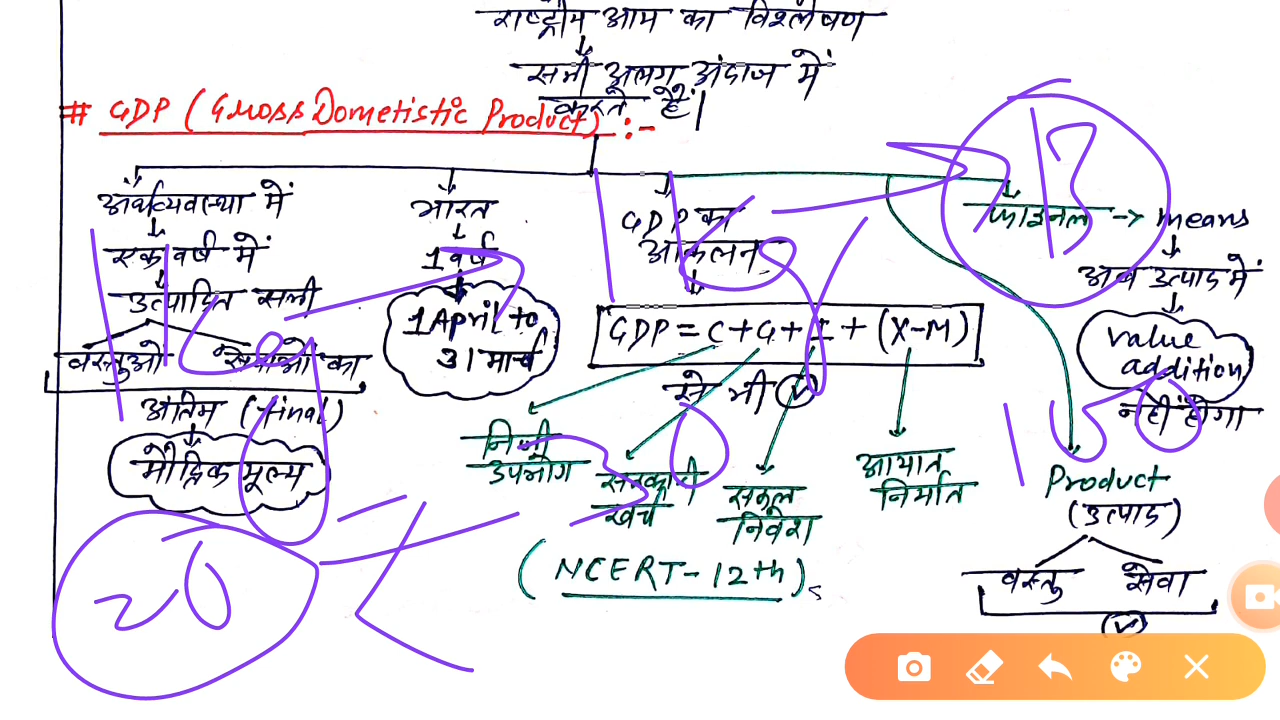 राष्ट्रीय आय का विश्लेषण
सभी अलग अंदाज में
करते हैं।
# GDP (Gross Dometistic Product) :-
अर्थव्यवस्था में
एक वर्ष में
उत्पादित सभी
वस्तुओ सेवाओं का
अंतिम (final)
मौद्रिक मूल्य
भारत
1 वर्ष
1 April to
31 मार्च
GDP का
आकलन
GDP = C + G + I + (X-M)
से भी
निजी
उपभोग
सरकारी
खर्च
सकल
निवेश
आयात
निर्यात
(NCERT-12th)
फाइनल -> means
अब उत्पाद में
value
addition
नहीं होगा
Product
(उत्पाद)
वस्तु सेवा
20